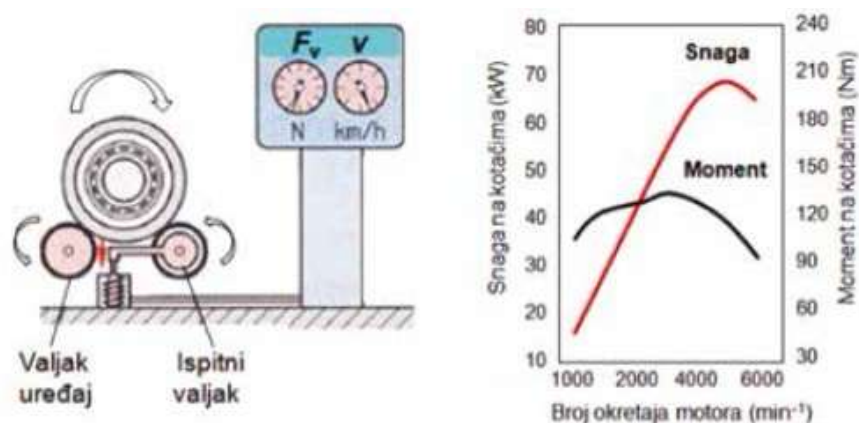 Fv v
N km/h
Valjak
uređaj
Ispitni
valjak
Snaga na kotačima (kW)
80
70
60
50
40
30
20
10
Snaga
Moment
240
210
180
150
120
90
60
30
Moment na kotačima (Nm)
1000 2000 4000 6000
Broj okretaja motora (min⁻¹)